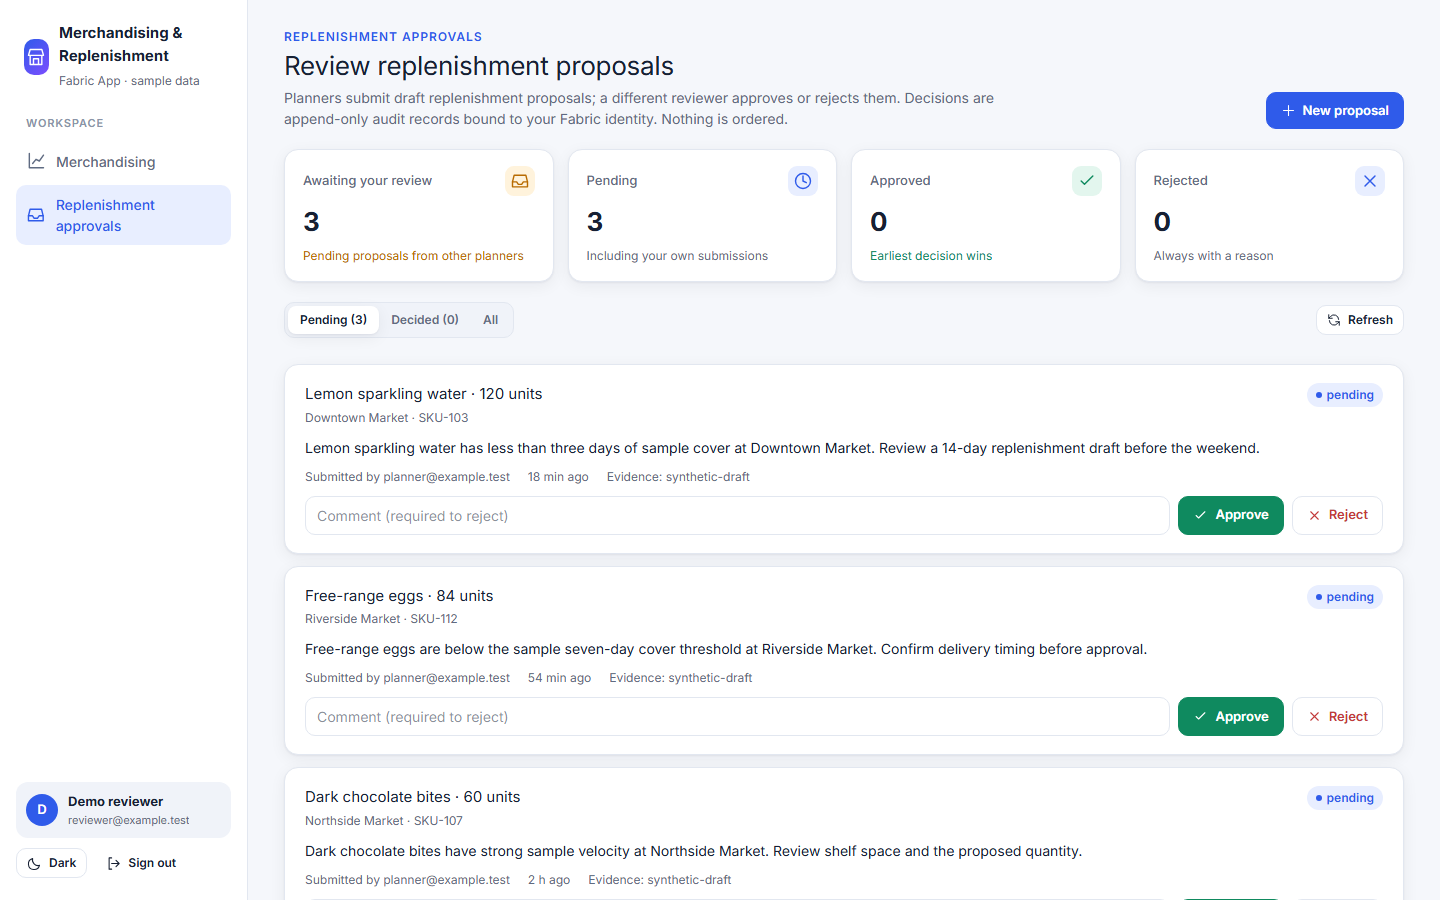 Merchandising &
Replenishment
Fabric App · sample data
WORKSPACE
Merchandising
Replenishment
approvals
REPLENISHMENT APPROVALS
Review replenishment proposals
Planners submit draft replenishment proposals; a different reviewer approves or rejects them. Decisions are
append-only audit records bound to your Fabric identity. Nothing is ordered.
New proposal
Awaiting your review
3
Pending proposals from other planners
Pending
3
Including your own submissions
Approved
0
Earliest decision wins
Rejected
0
Always with a reason
Pending (3) Decided (0) All
Refresh
Lemon sparkling water · 120 units
pending
Downtown Market · SKU-103
Lemon sparkling water has less than three days of sample cover at Downtown Market. Review a 14-day replenishment draft before the weekend.
Submitted by planner@example.test 18 min ago Evidence: synthetic-draft
Comment (required to reject)
Approve
Reject
Free-range eggs · 84 units
pending
Riverside Market · SKU-112
Free-range eggs are below the sample seven-day cover threshold at Riverside Market. Confirm delivery timing before approval.
Submitted by planner@example.test 54 min ago Evidence: synthetic-draft
Comment (required to reject)
Approve
Reject
Dark chocolate bites · 60 units
pending
Northside Market · SKU-107
Dark chocolate bites have strong sample velocity at Northside Market. Review shelf space and the proposed quantity.
Submitted by planner@example.test 2 h ago Evidence: synthetic-draft
D
Demo reviewer
reviewer@example.test
Dark
Sign out